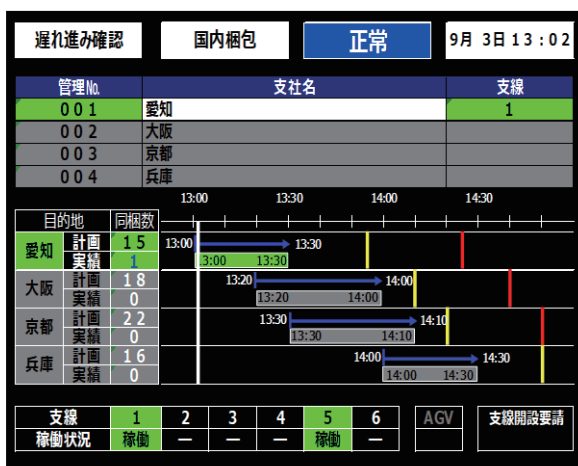 遅れ進み確認 国内梱包 正常 9月 3日13:02
管理No. 支社名 支線
001 愛知 1
002 大阪
003 京都
004 兵庫
13:00 13:30 14:00 14:30
目的地 同梱数
愛知 計画 15 13:00 13:30
実績 1 13:00 13:30
大阪 計画 18 13:20 14:00
実績 0 13:20 14:00
京都 計画 22 13:30 14:10
実績 0 13:30 14:10
兵庫 計画 16 14:00 14:30
実績 0 14:00 14:30
支線 1 2 3 4 5 6 AGV 支線開設要請
稼働状況 稼働 － － － 稼働 －